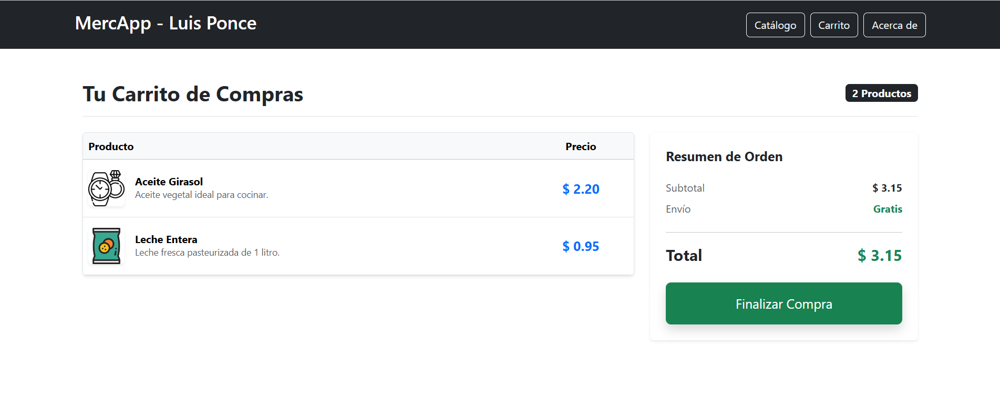 MercApp - Luis Ponce
Catálogo
Carrito
Acerca de
Tu Carrito de Compras
2 Productos
Producto
Precio
Aceite Girasol
Aceite vegetal ideal para cocinar.
$ 2.20
Leche Entera
Leche fresca pasteurizada de 1 litro.
$ 0.95
Resumen de Orden
Subtotal
$ 3.15
Envío
Gratis
Total
$ 3.15
Finalizar Compra